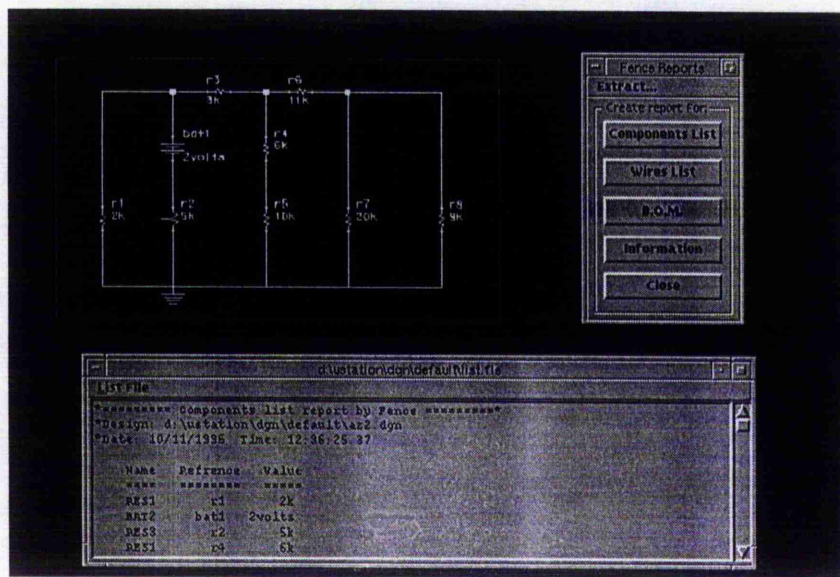 r3
3k
r6
11k
bat1
2volts
r4
6k
r1
2k
r2
5k
r5
10k
r7
20k
r8
9K
Fence Reports
Extract...
Create report for:
Components List
Wires List
B.O.M.
Information
Close
d:\ustation\dgn\default\list.fle
List File
*========== Components list report by Fence ==========*
*Design: d:\ustation\dgn\default\az2.dgn
*Date: 10/11/1996 Time: 12:36:25.37
Name Refrence Value
==== ======== =====
RES1 r1 2k
BAT2 bat1 2volts
RES3 r2 5k
RES1 r4 6k